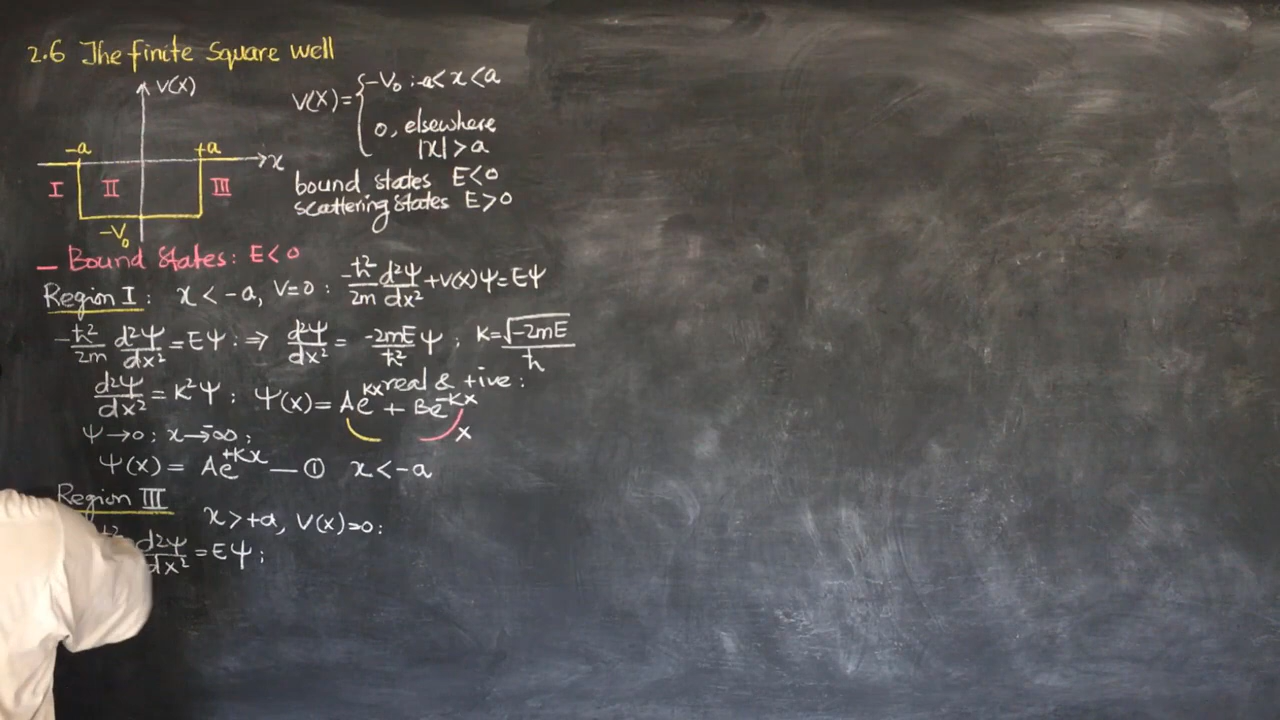 2.6 The finite Square well
V(x)
-a +a x
I II III
-V₀
V(x)= { -V₀ : -a< x <a
0, elsewhere
|x| > a
bound states E<0
scattering states E>0
— Bound States: E<0
Region I: x < -a, V=0 : -ħ²/2m d²Ψ/dx² + V(x)Ψ = EΨ
-ħ²/2m d²Ψ/dx² = EΨ : ⇒ d²Ψ/dx² = -2mE/ħ² Ψ ; K=√-2mE/ħ
real & +ive :
d²Ψ/dx² = K²Ψ ; Ψ(x)= Ae^Kx + Be^-Kx
Ψ→0 ; x→-∞ ; x
Ψ(x) = Ae^+Kx — ① x < -a
Region III
x > +a, V(x)=0 :
d²Ψ/dx² = EΨ ;